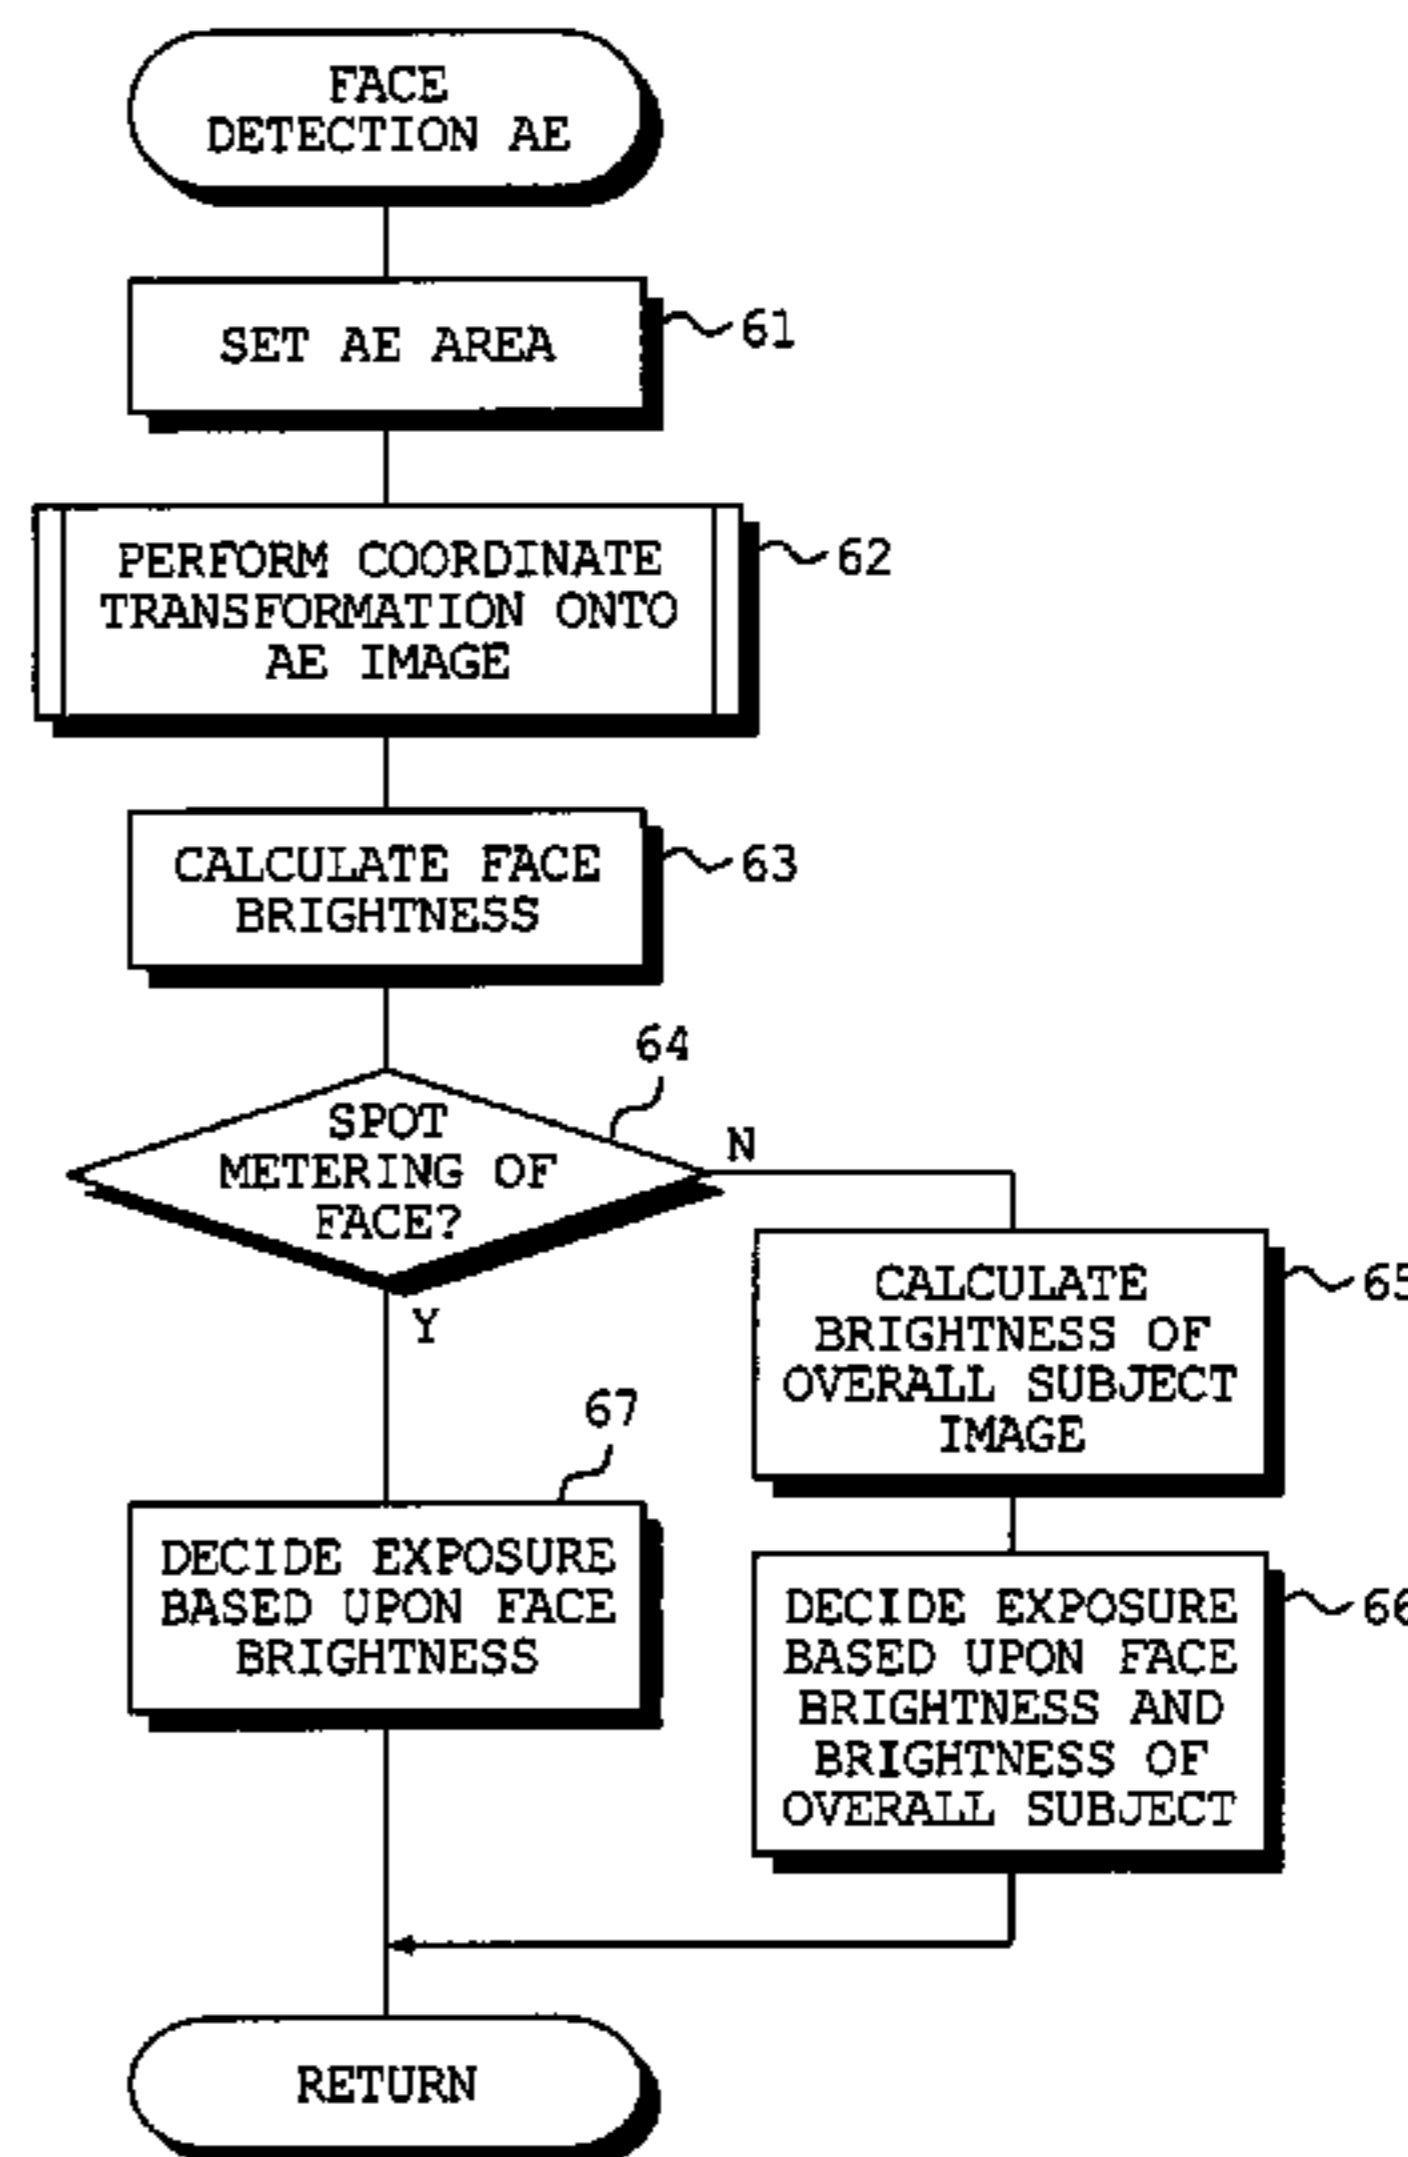 FACE
DETECTION AE
SET AE AREA
61
PERFORM COORDINATE
TRANSFORMATION ONTO
AE IMAGE
62
CALCULATE FACE
BRIGHTNESS
63
64
SPOT
METERING OF
FACE?
N
Y
CALCULATE
BRIGHTNESS OF
OVERALL SUBJECT
IMAGE
65
67
DECIDE EXPOSURE
BASED UPON FACE
BRIGHTNESS
DECIDE EXPOSURE
BASED UPON FACE
BRIGHTNESS AND
BRIGHTNESS OF
OVERALL SUBJECT
66
RETURN